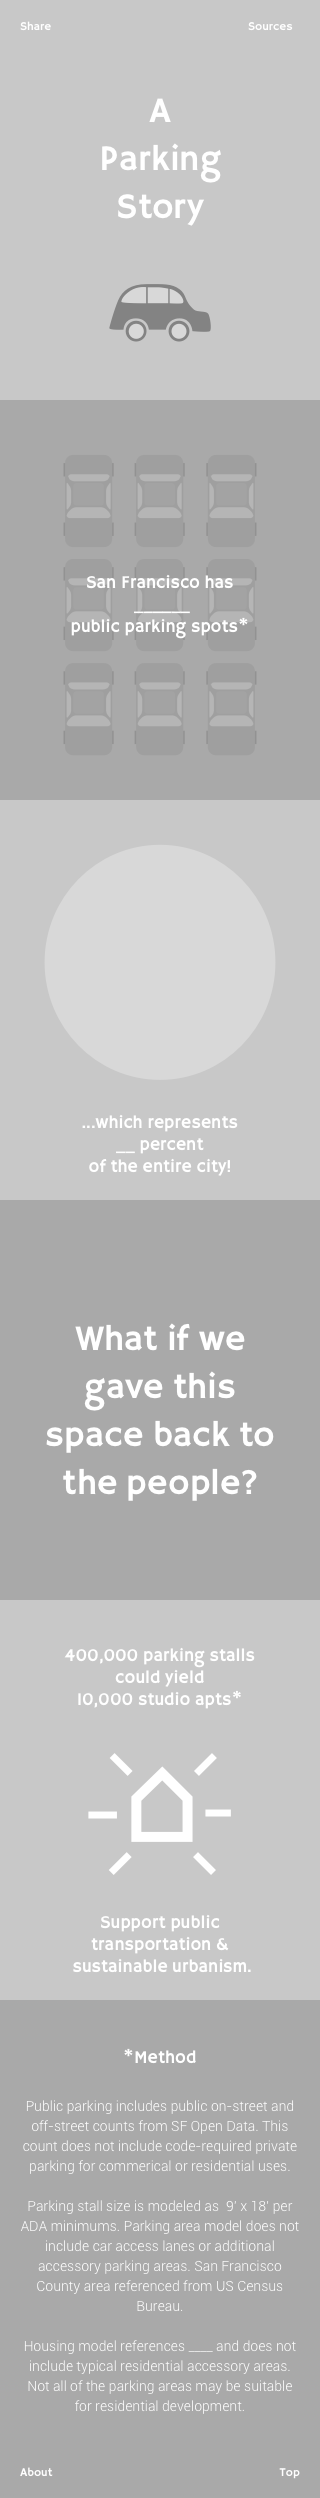 Share Sources
A
Parking
Story
San Francisco has
______
public parking spots*
...which represents
__ percent
of the entire city!
What if we
gave this
space back to
the people?
400,000 parking stalls
could yield
10,000 studio apts*
Support public
transportation &
sustainable urbanism.
*Method
Public parking includes public on-street and
off-street counts from SF Open Data. This
count does not include code-required private
parking for commerical or residential uses.
Parking stall size is modeled as 9' x 18' per
ADA minimums. Parking area model does not
include car access lanes or additional
accessory parking areas. San Francisco
County area referenced from US Census
Bureau.
Housing model references ___ and does not
include typical residential accessory areas.
Not all of the parking areas may be suitable
for residential development.
About Top